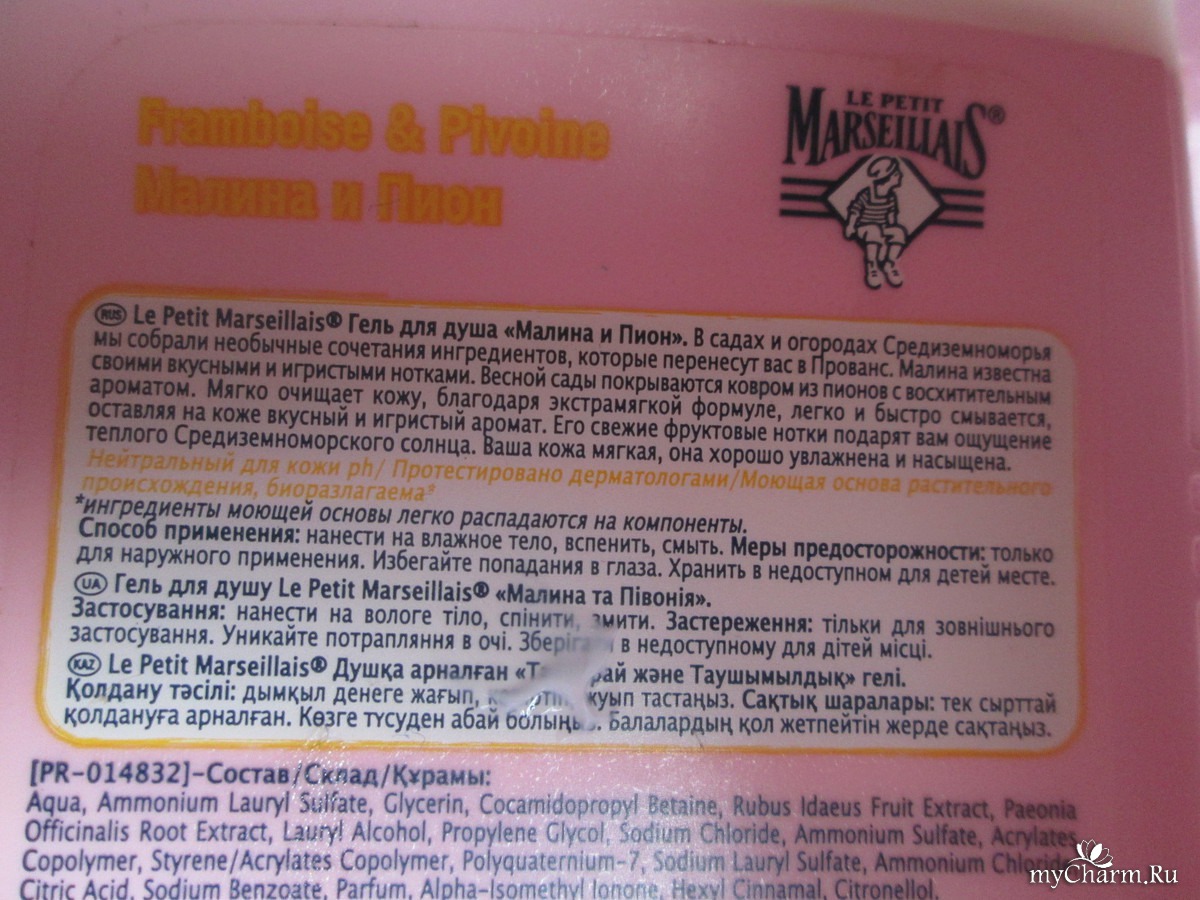 Framboise & Pivoine
Малина и Пион
LE PETIT
MARSEILLAIS®
RUS Le Petit Marseillais® Гель для душа «Малина и Пион». В садах и огородах Средиземноморья
мы собрали необычные сочетания ингредиентов, которые перенесут вас в Прованс. Малина известна
своими вкусными и игристыми нотками. Весной сады покрываются ковром из пионов с восхитительным
ароматом. Мягко очищает кожу, благодаря экстрамягкой формуле, легко и быстро смывается,
оставляя на коже вкусный и игристый аромат. Его свежие фруктовые нотки подарят вам ощущение
теплого Средиземноморского солнца. Ваша кожа мягкая, она хорошо увлажнена и насыщена.
Нейтральный для кожи ph/ Протестировано дерматологами/Моющая основа растительного
происхождения, биоразлагаема*
*ингредиенты моющей основы легко распадаются на компоненты.
Способ применения: нанести на влажное тело, вспенить, смыть. Меры предосторожности: только
для наружного применения. Избегайте попадания в глаза. Хранить в недоступном для детей месте.
UA Гель для душу Le Petit Marseillais® «Малина та Півонія».
Застосування: нанести на вологе тіло, спінити, змити. Застереження: тільки для зовнішнього
застосування. Уникайте потрапляння в очі. в недоступному для дітей місці.
KAZ Le Petit Marseillais® Душқа арналған және Таушымылдық» гелі.
Қолдану тәсілі: дымқыл денеге жағып, жуып тастаңыз. Сақтық шаралары: тек сырттай
қолдануға арналған. Көзге түсуден абай Балалардың қол жетпейтін жерде сақтаңыз.
[PR-014832]-Состав/Склад/Құрамы:
Aqua, Ammonium Lauryl Sulfate, Glycerin, Cocamidopropyl Betaine, Rubus Idaeus Fruit Extract, Paeonia
Officinalis Root Extract, Lauryl Alcohol, Propylene Glycol, Sodium Chloride, Ammonium Sulfate, Acrylates
Copolymer, Styrene/Acrylates Copolymer, Polyquaternium-7, Sodium Lauryl Sulfate, Ammonium Chloride,
Citric Acid, Sodium Benzoate, Parfum, Alpha-Isomethyl Ionone, Hexyl Cinnamal, Citronellol.
myCharm.Ru